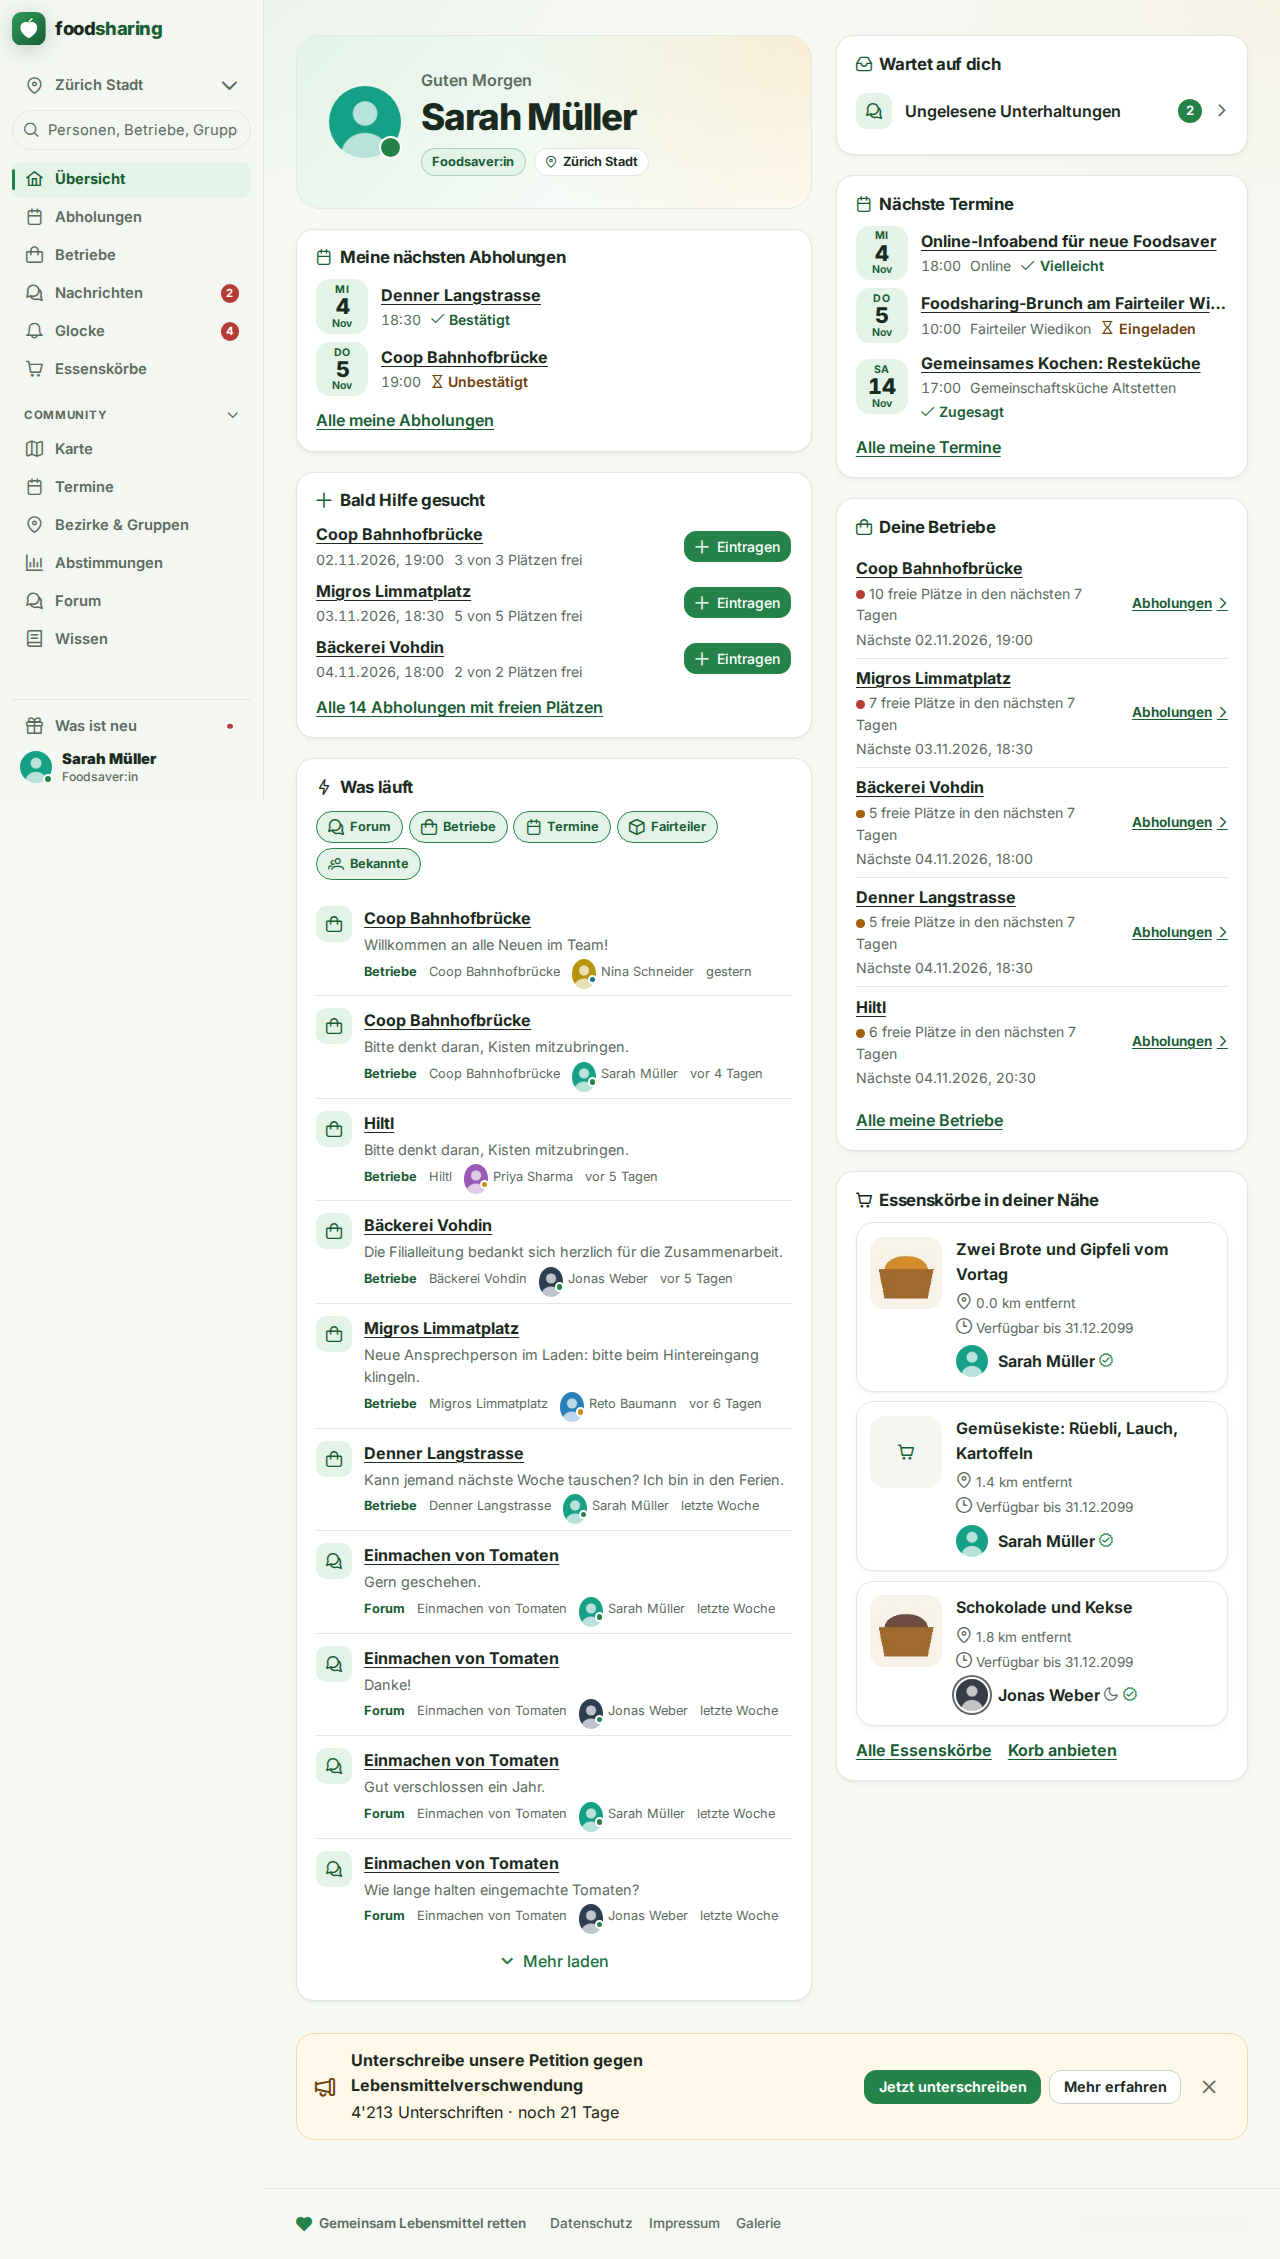 foodsharing
Zürich Stadt
Personen, Betriebe, Grupp
Übersicht
Abholungen
Betriebe
Nachrichten 2
Glocke 4
Essenskörbe
COMMUNITY
Karte
Termine
Bezirke & Gruppen
Abstimmungen
Forum
Wissen
Was ist neu
Sarah Müller
Foodsaver:in
Guten Morgen
Sarah Müller
Foodsaver:in Zürich Stadt
Meine nächsten Abholungen
MI
4
Nov
Denner Langstrasse
18:30 Bestätigt
DO
5
Nov
Coop Bahnhofbrücke
19:00 Unbestätigt
Alle meine Abholungen
Bald Hilfe gesucht
Coop Bahnhofbrücke
02.11.2026, 19:00 3 von 3 Plätzen frei
Eintragen
Migros Limmatplatz
03.11.2026, 18:30 5 von 5 Plätzen frei
Eintragen
Bäckerei Vohdin
04.11.2026, 18:00 2 von 2 Plätzen frei
Eintragen
Alle 14 Abholungen mit freien Plätzen
Was läuft
Forum Betriebe Termine Fairteiler
Bekannte
Coop Bahnhofbrücke
Willkommen an alle Neuen im Team!
Betriebe Coop Bahnhofbrücke Nina Schneider gestern
Coop Bahnhofbrücke
Bitte denkt daran, Kisten mitzubringen.
Betriebe Coop Bahnhofbrücke Sarah Müller vor 4 Tagen
Hiltl
Bitte denkt daran, Kisten mitzubringen.
Betriebe Hiltl Priya Sharma vor 5 Tagen
Bäckerei Vohdin
Die Filialleitung bedankt sich herzlich für die Zusammenarbeit.
Betriebe Bäckerei Vohdin Jonas Weber vor 5 Tagen
Migros Limmatplatz
Neue Ansprechperson im Laden: bitte beim Hintereingang
klingeln.
Betriebe Migros Limmatplatz Reto Baumann vor 6 Tagen
Denner Langstrasse
Kann jemand nächste Woche tauschen? Ich bin in den Ferien.
Betriebe Denner Langstrasse Sarah Müller letzte Woche
Einmachen von Tomaten
Gern geschehen.
Forum Einmachen von Tomaten Sarah Müller letzte Woche
Einmachen von Tomaten
Danke!
Forum Einmachen von Tomaten Jonas Weber letzte Woche
Einmachen von Tomaten
Gut verschlossen ein Jahr.
Forum Einmachen von Tomaten Sarah Müller letzte Woche
Einmachen von Tomaten
Wie lange halten eingemachte Tomaten?
Forum Einmachen von Tomaten Jonas Weber letzte Woche
Mehr laden
Wartet auf dich
Ungelesene Unterhaltungen 2
Nächste Termine
MI
4
Nov
Online-Infoabend für neue Foodsaver
18:00 Online Vielleicht
DO
5
Nov
Foodsharing-Brunch am Fairteiler Wi...
10:00 Fairteiler Wiedikon Eingeladen
SA
14
Nov
Gemeinsames Kochen: Resteküche
17:00 Gemeinschaftsküche Altstetten
Zugesagt
Alle meine Termine
Deine Betriebe
Coop Bahnhofbrücke
10 freie Plätze in den nächsten 7
Tagen
Nächste 02.11.2026, 19:00
Abholungen
Migros Limmatplatz
7 freie Plätze in den nächsten 7
Tagen
Nächste 03.11.2026, 18:30
Abholungen
Bäckerei Vohdin
5 freie Plätze in den nächsten 7
Tagen
Nächste 04.11.2026, 18:00
Abholungen
Denner Langstrasse
5 freie Plätze in den nächsten 7
Tagen
Nächste 04.11.2026, 18:30
Abholungen
Hiltl
6 freie Plätze in den nächsten 7
Tagen
Nächste 04.11.2026, 20:30
Abholungen
Alle meine Betriebe
Essenskörbe in deiner Nähe
Zwei Brote und Gipfeli vom
Vortag
0.0 km entfernt
Verfügbar bis 31.12.2099
Sarah Müller
Gemüsekiste: Rüebli, Lauch,
Kartoffeln
1.4 km entfernt
Verfügbar bis 31.12.2099
Sarah Müller
Schokolade und Kekse
1.8 km entfernt
Verfügbar bis 31.12.2099
Jonas Weber
Alle Essenskörbe Korb anbieten
Unterschreibe unsere Petition gegen
Lebensmittelverschwendung
4'213 Unterschriften · noch 21 Tage
Jetzt unterschreiben Mehr erfahren
Gemeinsam Lebensmittel retten Datenschutz Impressum Galerie